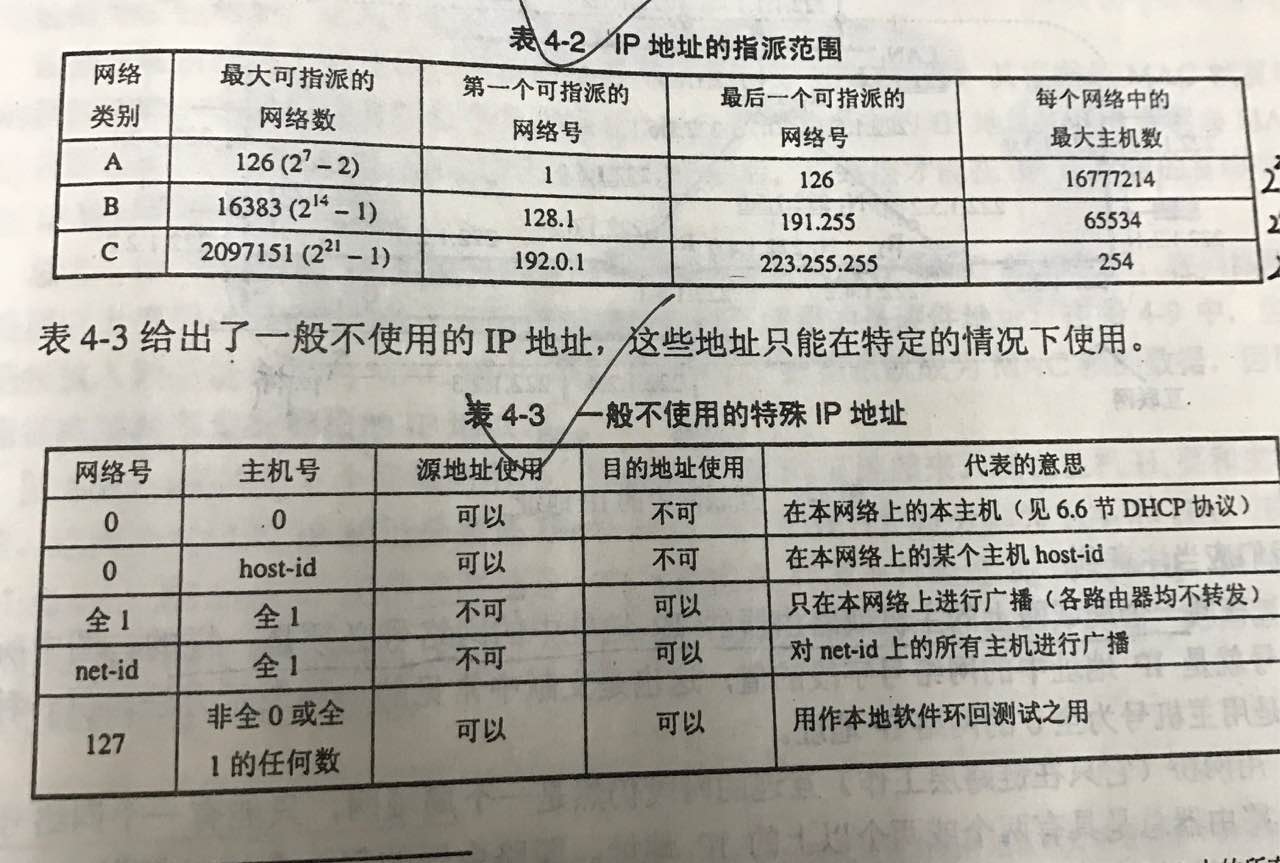 表 4-2 IP 地址的指派范围
网络类别 最大可指派的网络数 第一个可指派的网络号 最后一个可指派的网络号 每个网络中的最大主机数
A 126 (2⁷ – 2) 1 126 16777214
B 16383 (2¹⁴ – 1) 128.1 191.255 65534
C 2097151 (2²¹ – 1) 192.0.1 223.255.255 254
表 4-3 给出了一般不使用的 IP 地址，这些地址只能在特定的情况下使用。
表 4-3 一般不使用的特殊 IP 地址
网络号 主机号 源地址使用 目的地址使用 代表的意思
0 0 可以 不可 在本网络上的本主机（见 6.6 节 DHCP 协议）
0 host-id 可以 不可 在本网络上的某个主机 host-id
全 1 全 1 不可 可以 只在本网络上进行广播（各路由器均不转发）
net-id 全 1 不可 可以 对 net-id 上的所有主机进行广播
127 非全 0 或全 1 的任何数 可以 可以 用作本地软件环回测试之用